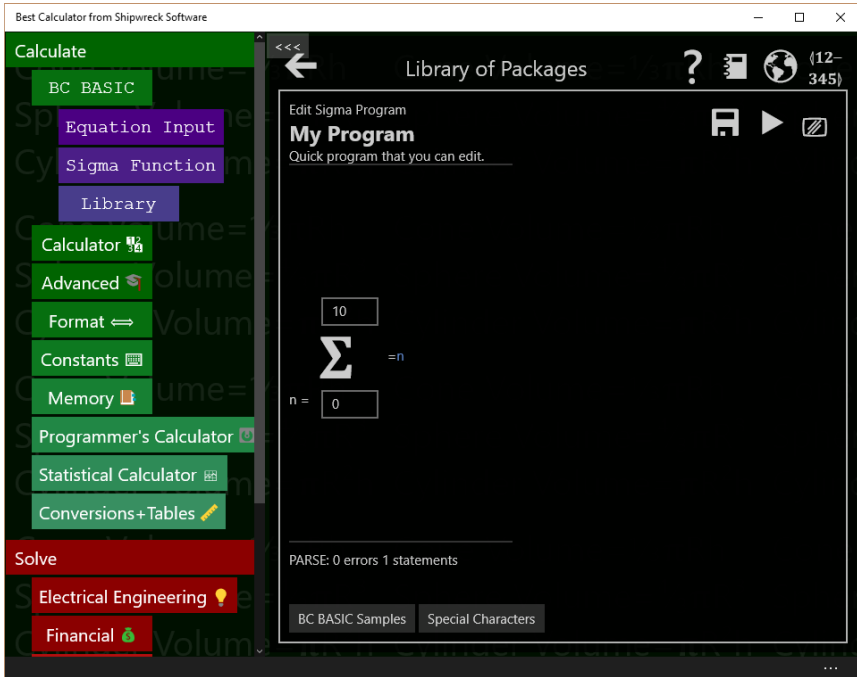 Best Calculator from Shipwreck Software
Calculate
BC BASIC
Equation Input
Sigma Function
Library
Calculator
Advanced
Format ⟺
Constants
Memory
Programmer's Calculator
Statistical Calculator
Conversions+Tables
Solve
Electrical Engineering
Financial
<<<
Library of Packages
?
(12–
345)
Edit Sigma Program
My Program
Quick program that you can edit.
10
Σ =n
n = 0
PARSE: 0 errors 1 statements
BC BASIC Samples Special Characters
...